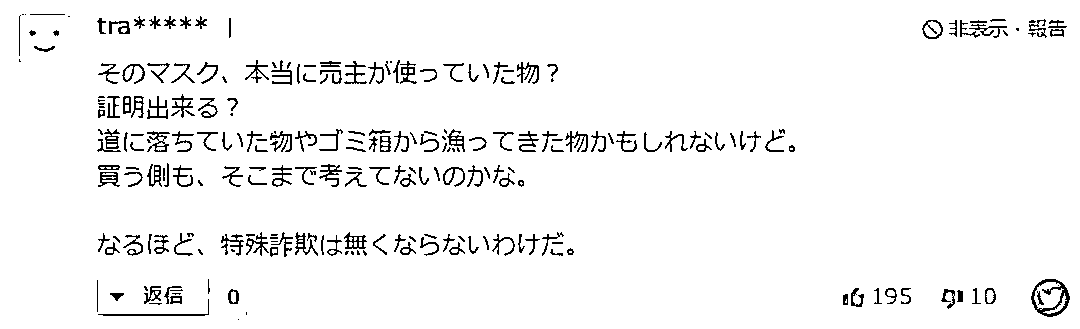 tra***** |
非表示・報告
そのマスク、本当に売主が使っていた物？
証明出来る？
道に落ちていた物やゴミ箱から漁ってきた物かもしれないけど。
買う側も、そこまで考えてないのかな。
なるほど、特殊詐欺は無くならないわけだ。
返信 0
195 10